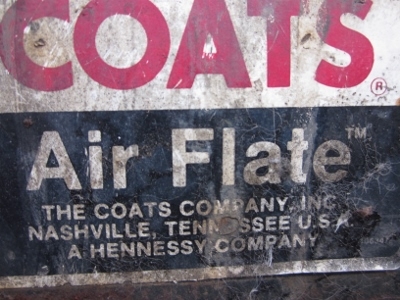 COATS®
Air Flate™
THE COATS COMPANY, INC.
NASHVILLE, TENNESSEE U.S.A.
A HENNESSY COMPANY